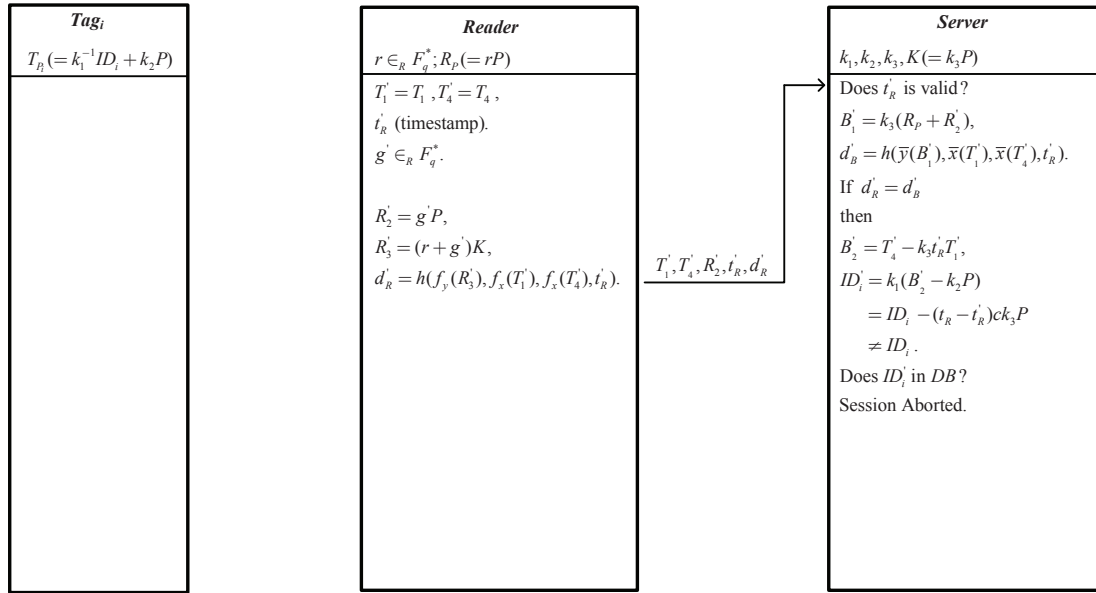 Tag_i
T_{P_i}(= k_1^{-1}ID_i + k_2P)
Reader
r ∈_R F_q^*; R_P(= rP)
T_1' = T_1 , T_4' = T_4 ,
t_R' (timestamp).
g' ∈_R F_q^*.
R_2' = g'P,
R_3' = (r + g')K,
d_R' = h(f_y(R_3'), f_x(T_1'), f_x(T_4'), t_R').
T_1', T_4', R_2', t_R', d_R'
Server
k_1, k_2, k_3, K(= k_3P)
Does t_R' is valid?
B_1' = k_3(R_P + R_2'),
d_B' = h(ȳ(B_1'), x̄(T_1'), x̄(T_4'), t_R').
If d_R' = d_B'
then
B_2' = T_4' − k_3t_R'T_1',
ID_i' = k_1(B_2' − k_2P)
= ID_i − (t_R − t_R')ck_3P
≠ ID_i .
Does ID_i' in DB?
Session Aborted.